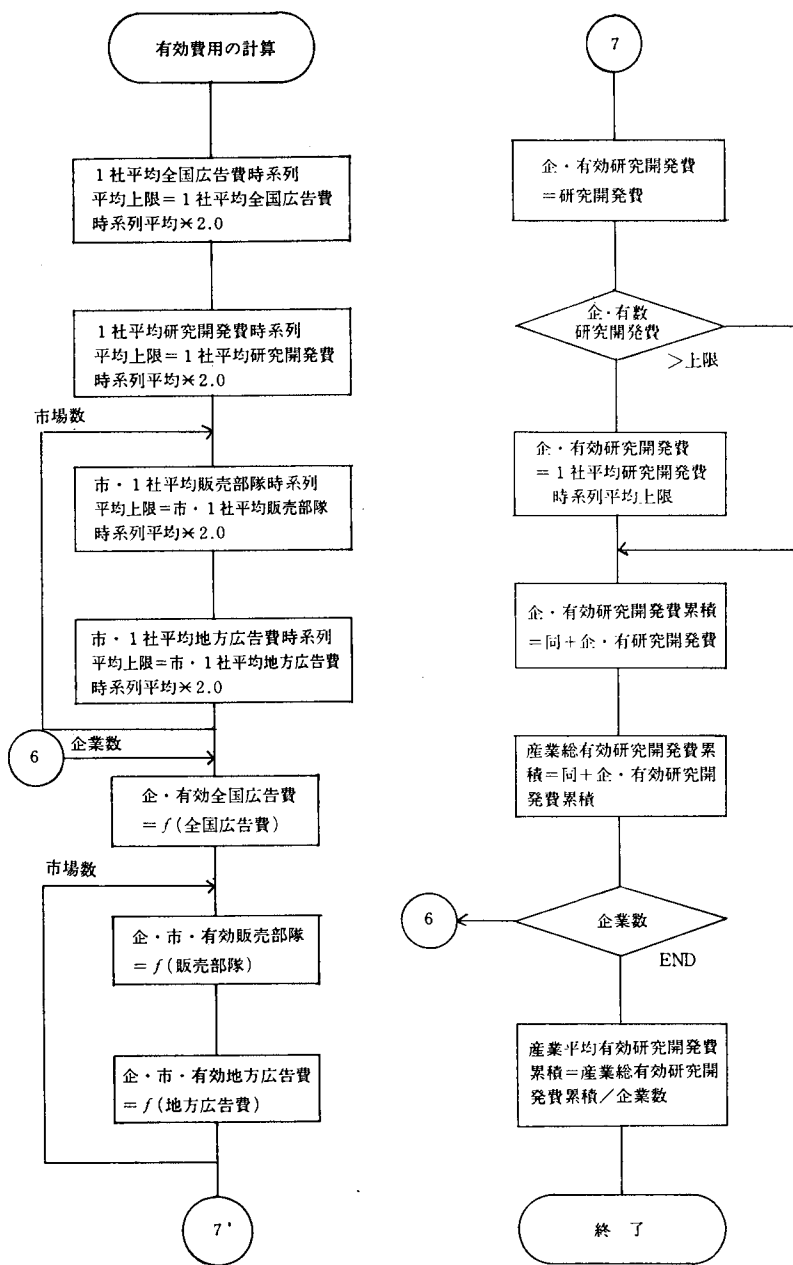 有効費用の計算
1社平均全国広告費時系列
平均上限=1社平均全国広告費
時系列平均*2.0
1社平均研究開発費時系列
平均上限=1社平均研究開発費
時系列平均*2.0
市場数
市・1社平均販売部隊時系列
平均上限=市・1社平均販売部隊
時系列平均*2.0
市・1社平均地方広告費時系列
平均上限=市・1社平均地方広告費
時系列平均*2.0
6
企業数
企・有効全国広告費
=f(全国広告費)
市場数
企・市・有効販売部隊
=f(販売部隊)
企・市・有効地方広告費
=f(地方広告費)
7
7
企・有効研究開発費
=研究開発費
企・有数
研究開発費
>上限
企・有効研究開発費
=1社平均研究開発費
時系列平均上限
企・有効研究開発費累積
=同+企・有研究開発費
産業総有効研究開発費累
積=同+企・有効研究開
発費累積
6
企業数
END
産業平均有効研究開発費
累積=産業総有効研究開
発費累積/企業数
終了